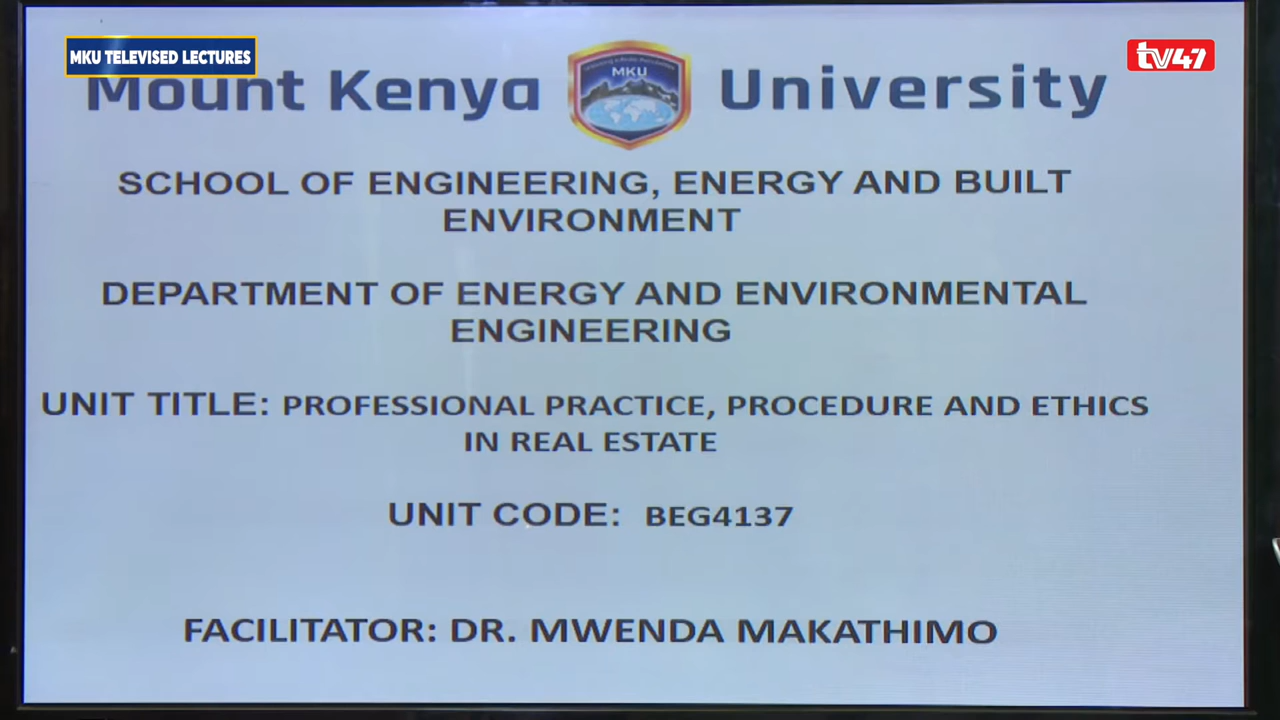 MKU TELEVISED LECTURES
tv47
Mount Kenya University
MKU
SCHOOL OF ENGINEERING, ENERGY AND BUILT
ENVIRONMENT
DEPARTMENT OF ENERGY AND ENVIRONMENTAL
ENGINEERING
UNIT TITLE: PROFESSIONAL PRACTICE, PROCEDURE AND ETHICS
IN REAL ESTATE
UNIT CODE: BEG4137
FACILITATOR: DR. MWENDA MAKATHIMO